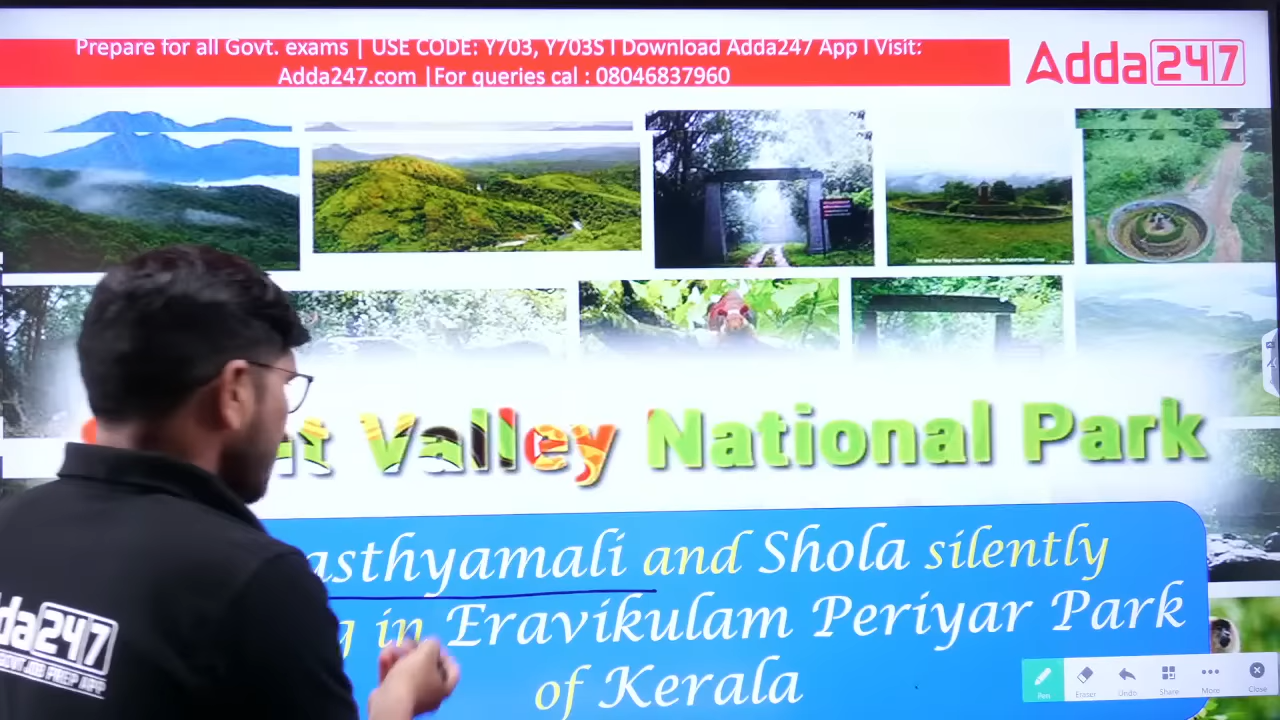 Prepare for all Govt. exams | USE CODE: Y703, Y703S I Download Adda247 App I Visit:
Adda247.com |For queries cal : 08046837960
Adda247
Valley National Park
asthyamali and Shola silently
in Eravikulam Periyar Park
of Kerala
da247
Pen Eraser Undo Share More Close